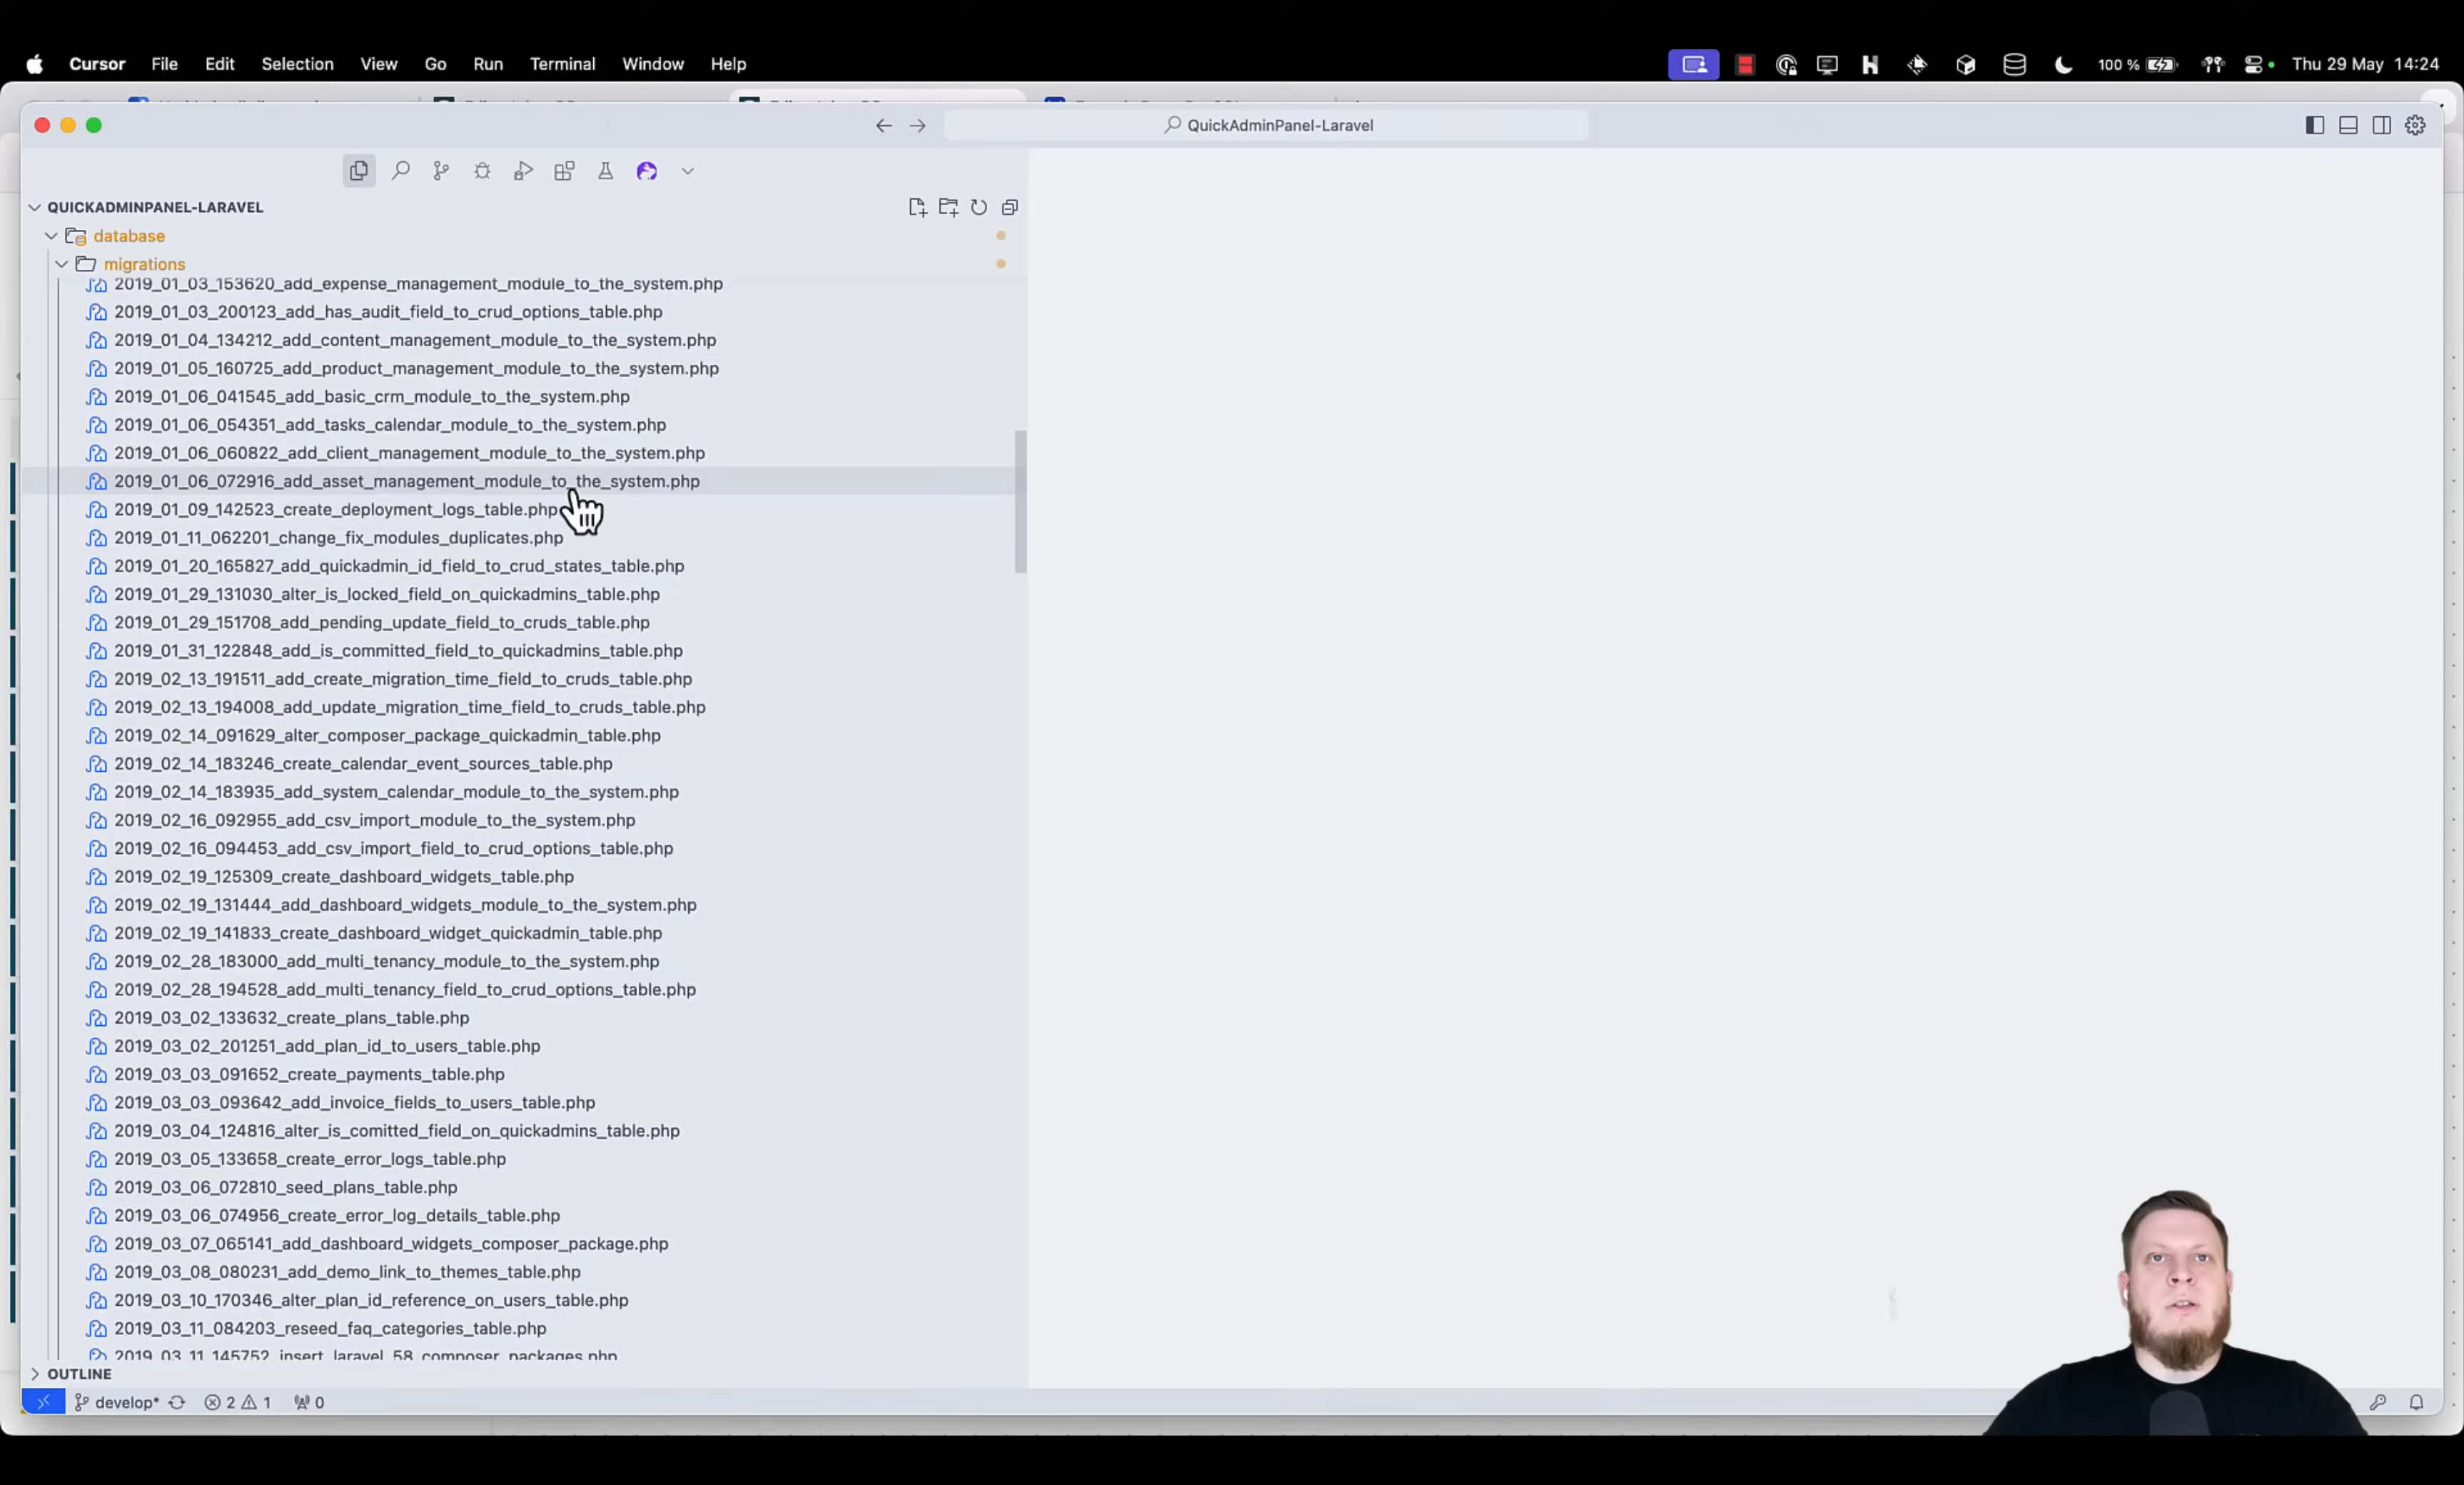 Cursor File Edit Selection View Go Run Terminal Window Help
100 % Thu 29 May 14:24
QuickAdminPanel-Laravel
QUICKADMINPANEL-LARAVEL
database
migrations
2019_01_03_153620_add_expense_management_module_to_the_system.php
2019_01_03_200123_add_has_audit_field_to_crud_options_table.php
2019_01_04_134212_add_content_management_module_to_the_system.php
2019_01_05_160725_add_product_management_module_to_the_system.php
2019_01_06_041545_add_basic_crm_module_to_the_system.php
2019_01_06_054351_add_tasks_calendar_module_to_the_system.php
2019_01_06_060822_add_client_management_module_to_the_system.php
2019_01_06_072916_add_asset_management_module_to_the_system.php
2019_01_09_142523_create_deployment_logs_table.php
2019_01_11_062201_change_fix_modules_duplicates.php
2019_01_20_165827_add_quickadmin_id_field_to_crud_states_table.php
2019_01_29_131030_alter_is_locked_field_on_quickadmins_table.php
2019_01_29_151708_add_pending_update_field_to_cruds_table.php
2019_01_31_122848_add_is_committed_field_to_quickadmins_table.php
2019_02_13_191511_add_create_migration_time_field_to_cruds_table.php
2019_02_13_194008_add_update_migration_time_field_to_cruds_table.php
2019_02_14_091629_alter_composer_package_quickadmin_table.php
2019_02_14_183246_create_calendar_event_sources_table.php
2019_02_14_183935_add_system_calendar_module_to_the_system.php
2019_02_16_092955_add_csv_import_module_to_the_system.php
2019_02_16_094453_add_csv_import_field_to_crud_options_table.php
2019_02_19_125309_create_dashboard_widgets_table.php
2019_02_19_131444_add_dashboard_widgets_module_to_the_system.php
2019_02_19_141833_create_dashboard_widget_quickadmin_table.php
2019_02_28_183000_add_multi_tenancy_module_to_the_system.php
2019_02_28_194528_add_multi_tenancy_field_to_crud_options_table.php
2019_03_02_133632_create_plans_table.php
2019_03_02_201251_add_plan_id_to_users_table.php
2019_03_03_091652_create_payments_table.php
2019_03_03_093642_add_invoice_fields_to_users_table.php
2019_03_04_124816_alter_is_comitted_field_on_quickadmins_table.php
2019_03_05_133658_create_error_logs_table.php
2019_03_06_072810_seed_plans_table.php
2019_03_06_074956_create_error_log_details_table.php
2019_03_07_065141_add_dashboard_widgets_composer_package.php
2019_03_08_080231_add_demo_link_to_themes_table.php
2019_03_10_170346_alter_plan_id_reference_on_users_table.php
2019_03_11_084203_reseed_faq_categories_table.php
2019_03_11_145752_insert_laravel_58_composer_packages.php
OUTLINE
develop* 2 1 0